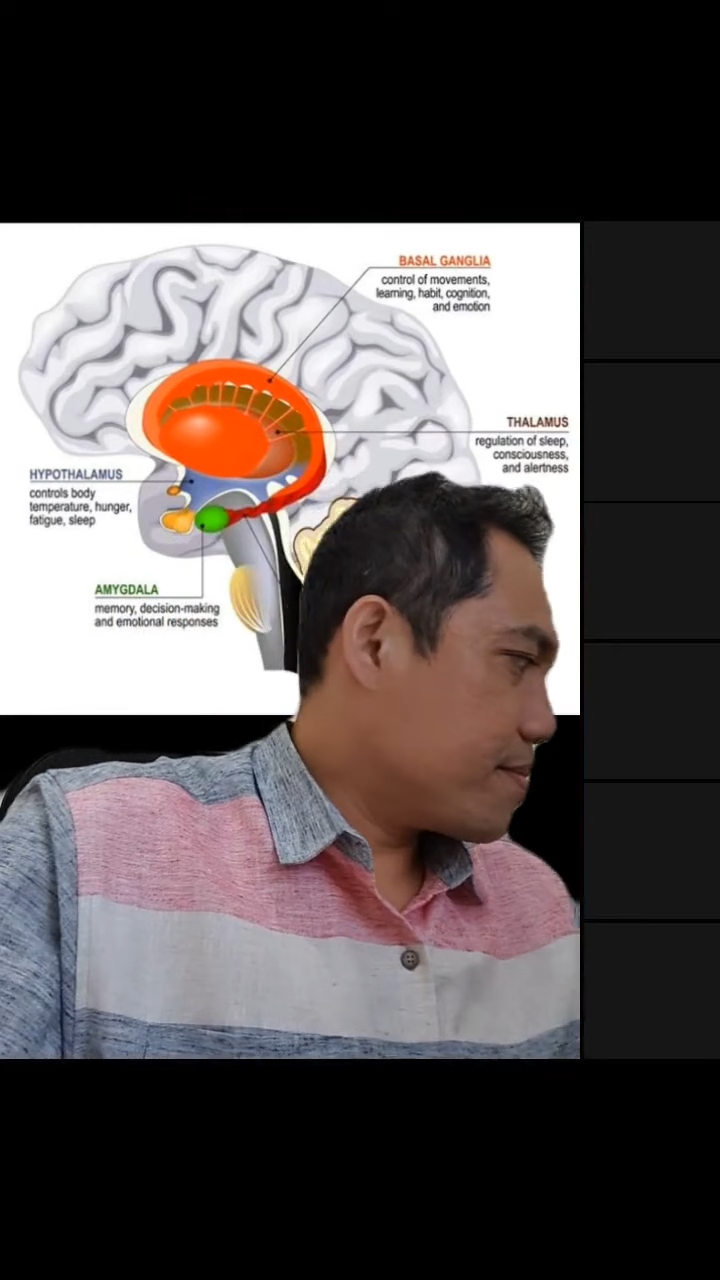 BASAL GANGLIA
control of movements,
learning, habit, cognition,
and emotion
THALAMUS
regulation of sleep,
consciousness,
and alertness
HYPOTHALAMUS
controls body
temperature, hunger,
fatigue, sleep
AMYGDALA
memory, decision-making
and emotional responses